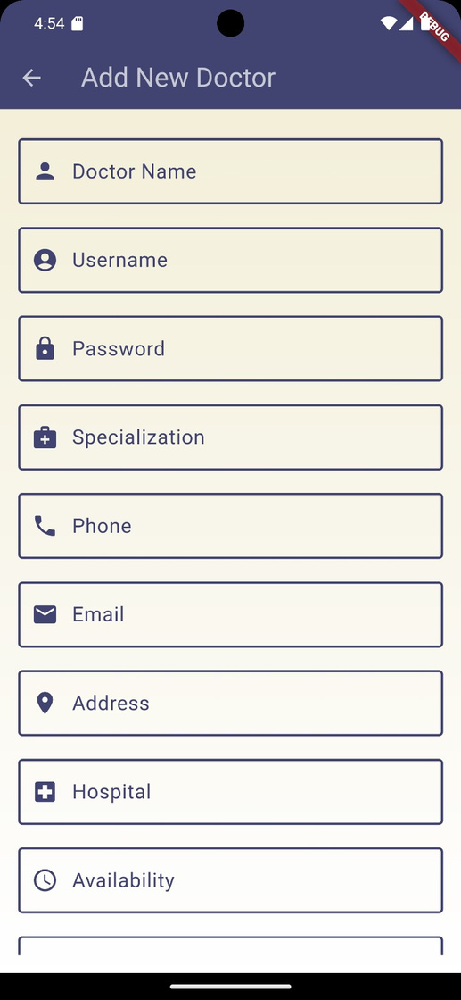 4:54
DEBUG
Add New Doctor
Doctor Name
Username
Password
Specialization
Phone
Email
Address
Hospital
Availability